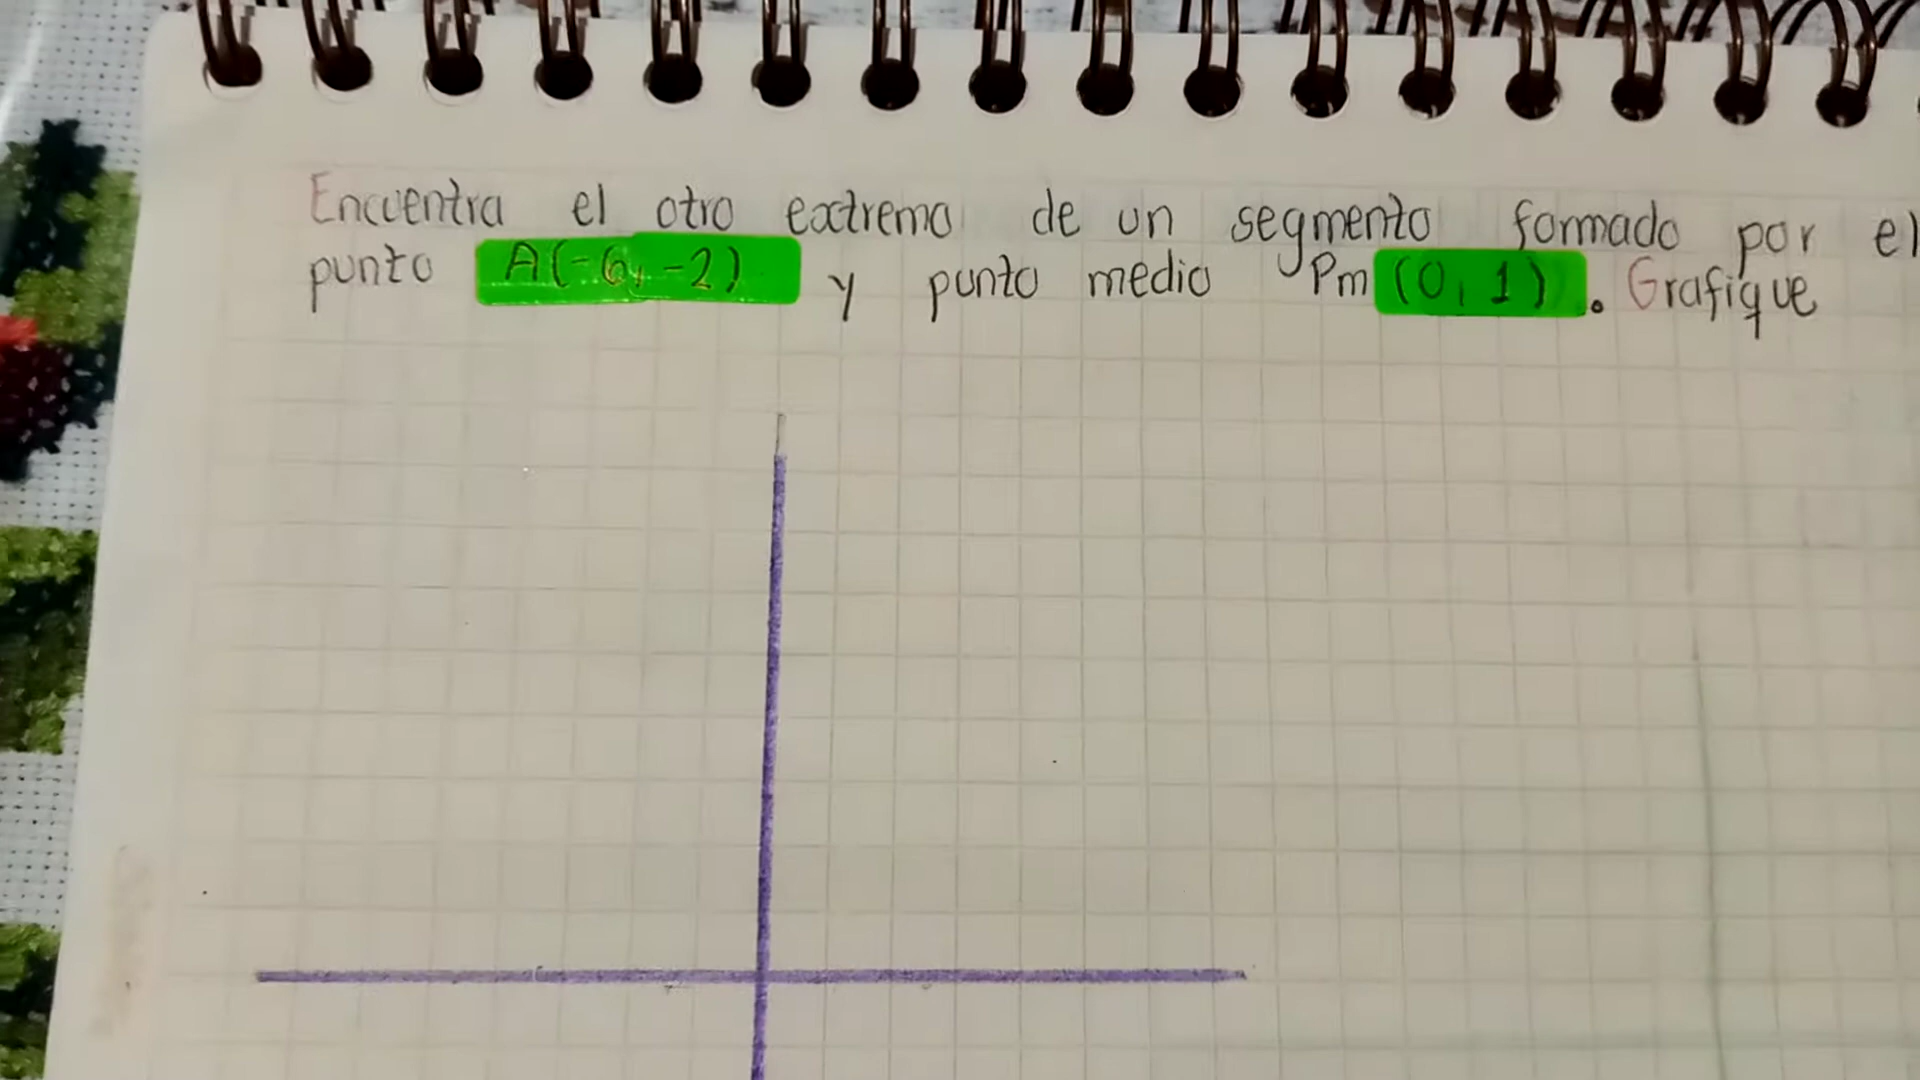 Encuentra el otro extremo de un segmento formado por el
punto A(-6, -2) y punto medio Pm (0, 1). Grafique